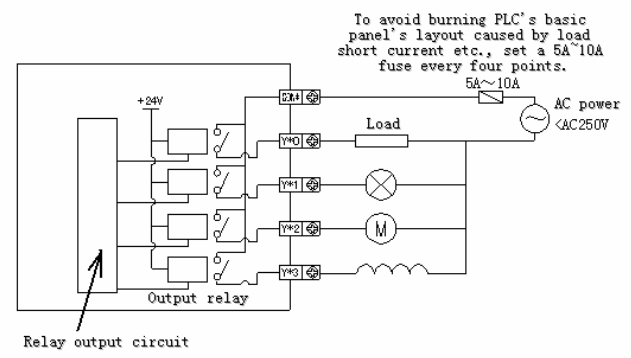 To avoid burning PLC's basic
panel's layout caused by load
short current etc., set a 5A~10A
fuse every four points.
5A～10A
AC power
<AC250V
COM#
+24V
Load
Y*0
Y*1
Y*2
M
Y*3
Output relay
Relay output circuit